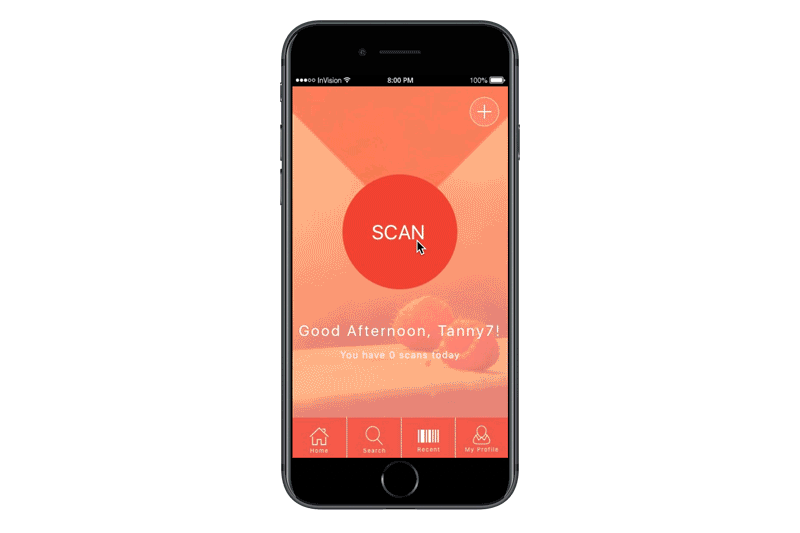 InVision 8:00 PM 100%
SCAN
Good Afternoon, Tanny7!
You have 0 scans today
Home Search Recent My Profile